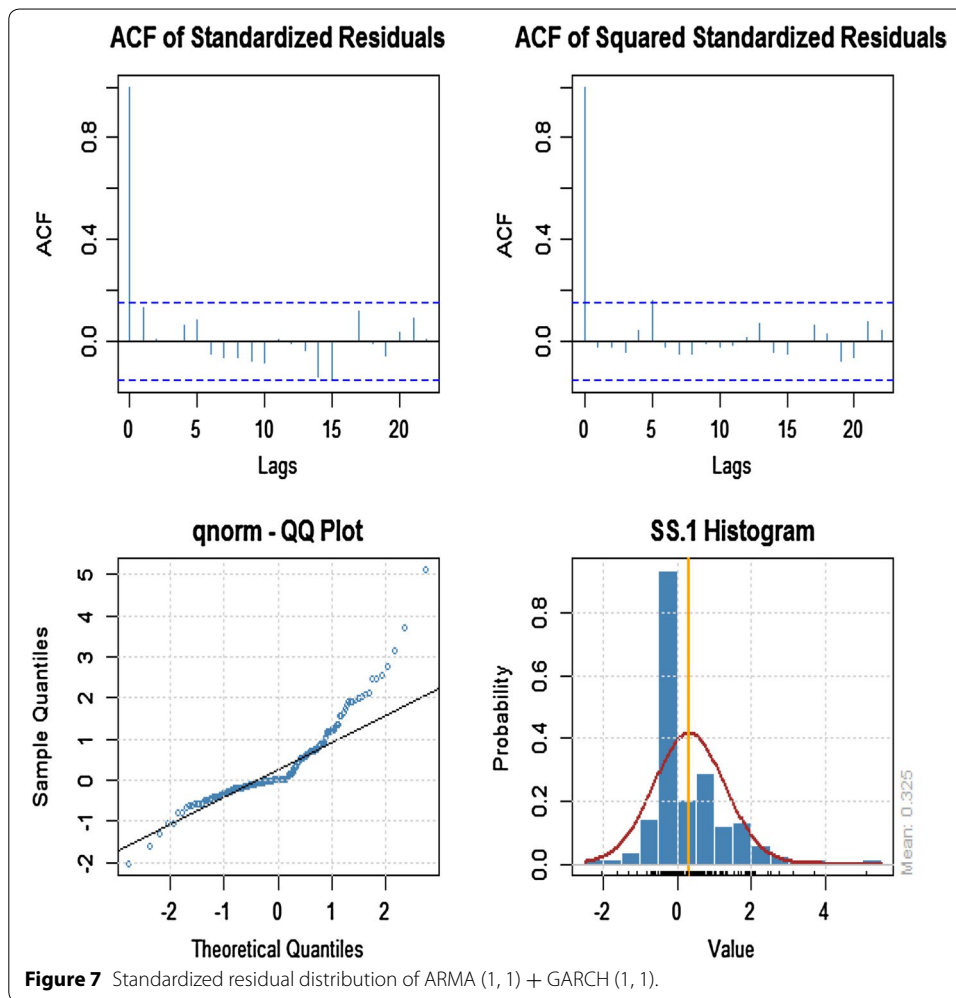 ACF of Standardized Residuals
ACF
0.8
0.4
0.0
0 5 10 15 20
Lags
ACF of Squared Standardized Residuals
ACF
0.8
0.4
0.0
0 5 10 15 20
Lags
qnorm - QQ Plot
Sample Quantiles
5
4
3
2
1
0
-1
-2
-2 -1 0 1 2
Theoretical Quantiles
SS.1 Histogram
Probability
0.8
0.6
0.4
0.2
0.0
-2 0 2 4
Value
Mean: 0.325
Figure 7 Standardized residual distribution of ARMA (1, 1) + GARCH (1, 1).